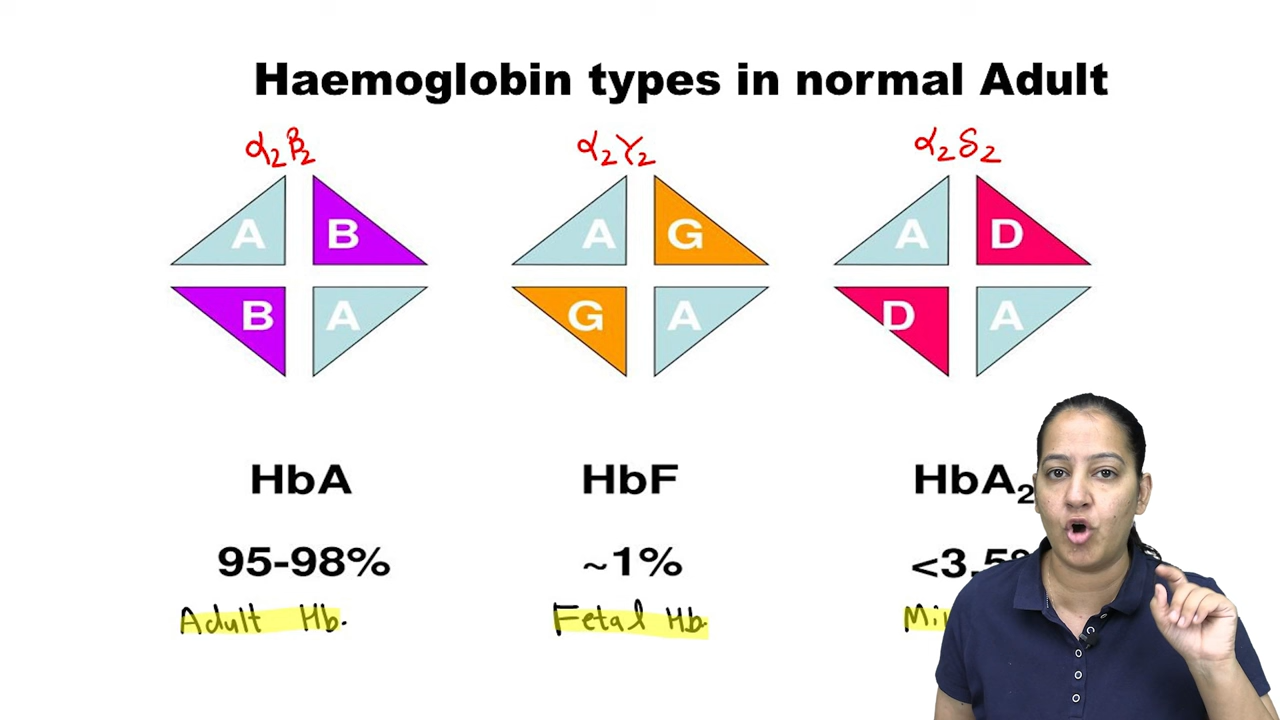 Haemoglobin types in normal Adult
α₂β₂ α₂γ₂ α₂δ₂
A B A G A D
B A G A D A
HbA HbF HbA₂
95-98% ~1% <3.5%
Adult Hb. Fetal Hb.